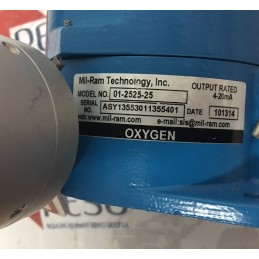 Mil-Ram Technology, Inc.
OUTPUT RATED
4-20mA
MODEL NO. 01-2525-25
SERIAL NO. ASY13553011355401 DATE 101314
www.mil-ram.com e-mail:sls@mil-ram.com
OXYGEN